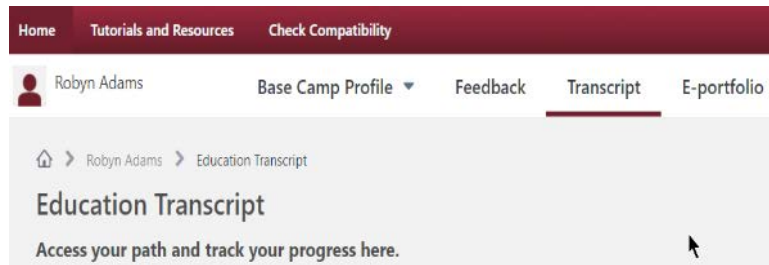 Home Tutorials and Resources Check Compatibility
Robyn Adams Base Camp Profile Feedback Transcript E-portfolio
Robyn Adams Education Transcript
Education Transcript
Access your path and track your progress here.